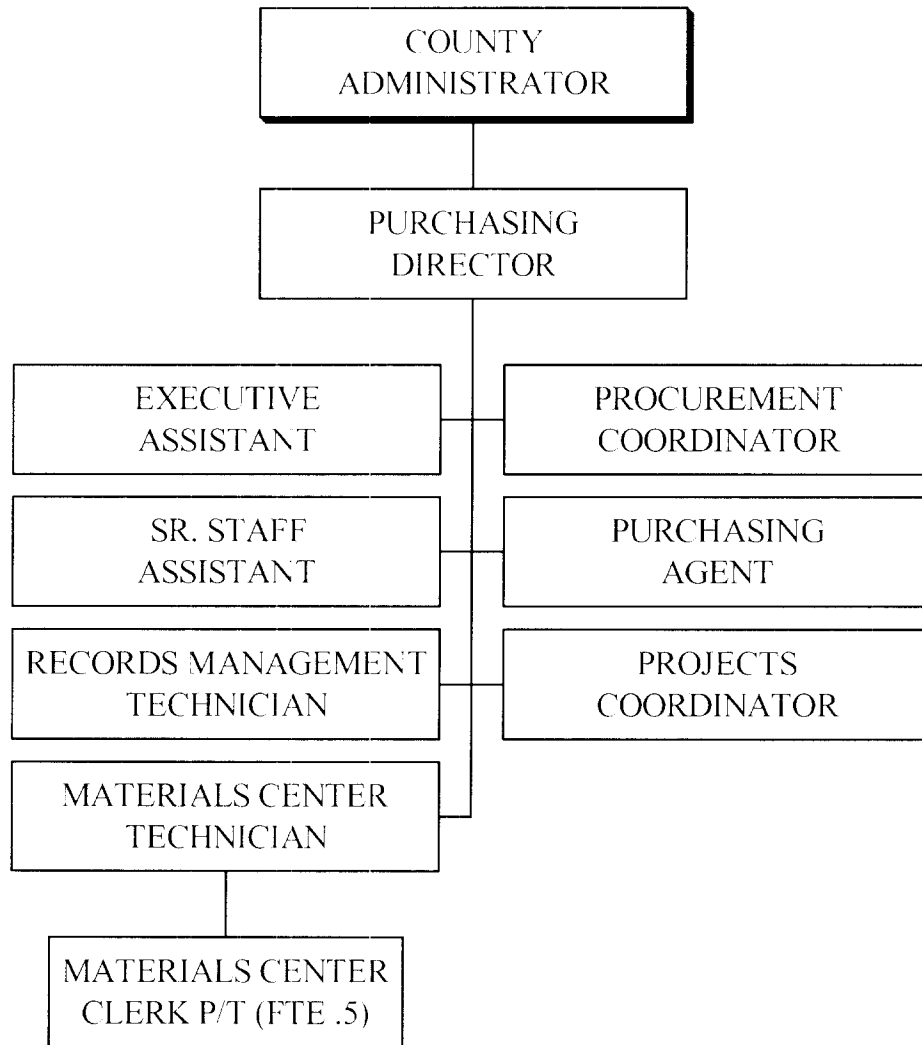 COUNTY
ADMINISTRATOR
PURCHASING
DIRECTOR
EXECUTIVE
ASSISTANT
PROCUREMENT
COORDINATOR
SR. STAFF
ASSISTANT
PURCHASING
AGENT
RECORDS MANAGEMENT
TECHNICIAN
PROJECTS
COORDINATOR
MATERIALS CENTER
TECHNICIAN
MATERIALS CENTER
CLERK P/T (FTE .5)